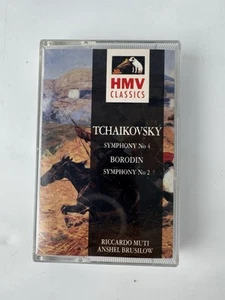 HMV
CLASSICS
TCHAIKOVSKY
SYMPHONY No 4
BORODIN
SYMPHONY No 2
RICCARDO MUTI
ANSHEL BRUSILOW